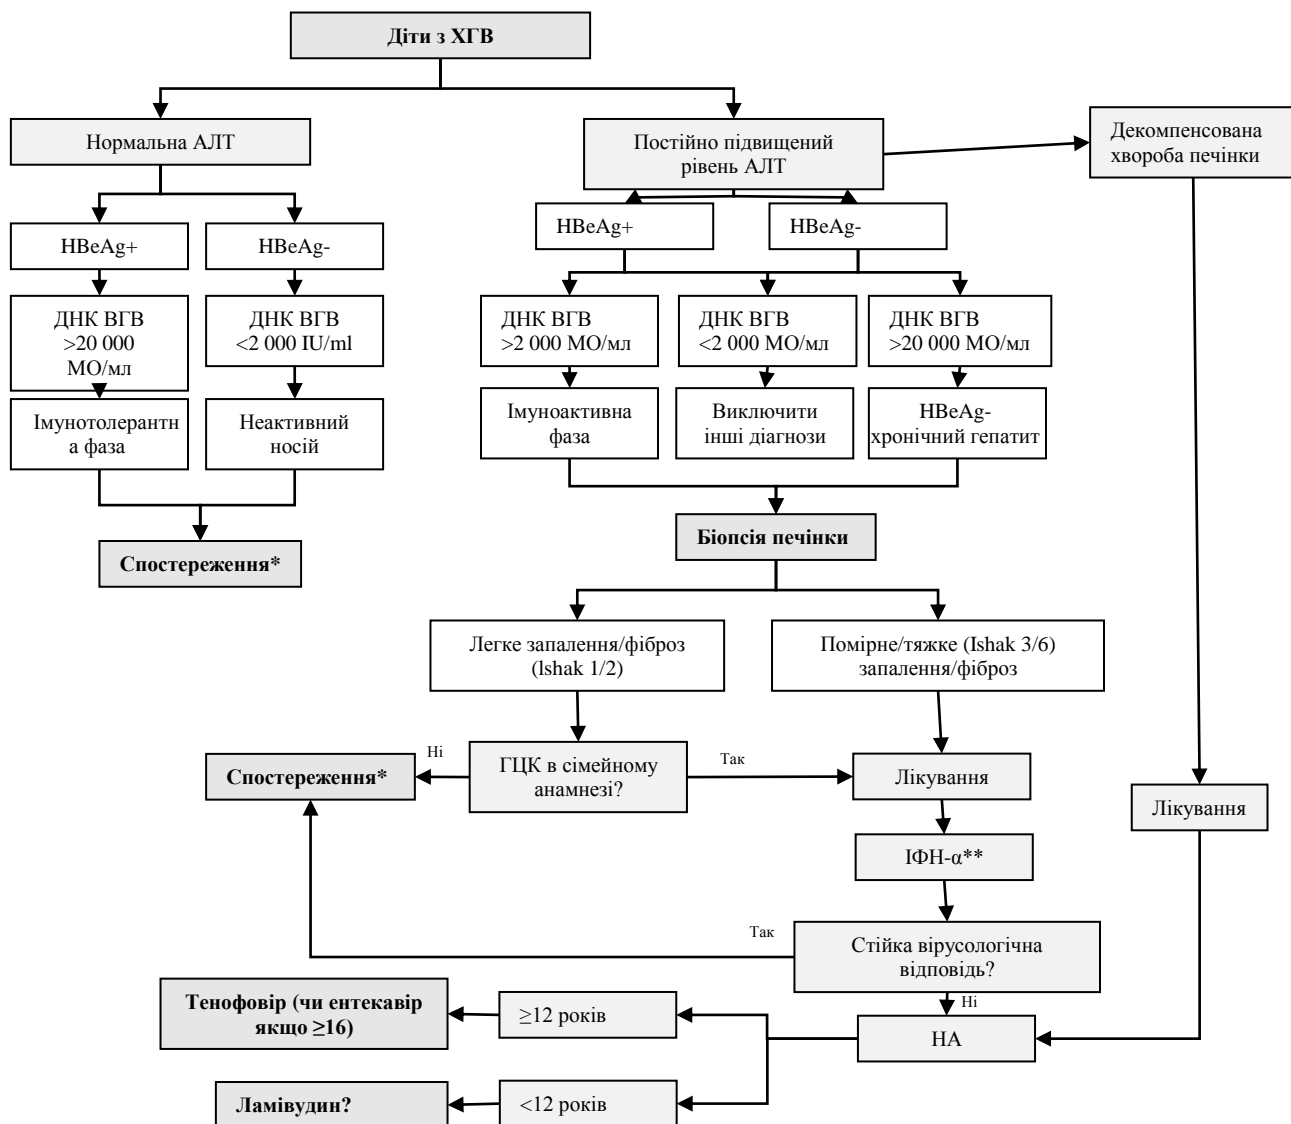 Діти з ХГВ
Нормальна АЛТ
Постійно підвищений
рівень АЛТ
Декомпенсована
хвороба печінки
HBeAg+
HBeAg-
HBeAg+
HBeAg-
ДНК ВГВ
>20 000
МО/мл
ДНК ВГВ
<2 000 IU/ml
ДНК ВГВ
>2 000 МО/мл
ДНК ВГВ
<2 000 МО/мл
ДНК ВГВ
>20 000 МО/мл
Імунотолерантн
а фаза
Неактивний
носій
Імуноактивна
фаза
Виключити
інші діагнози
HBeAg-
хронічний гепатит
Спостереження*
Біопсія печінки
Легке запалення/фіброз
(Ishak 1/2)
Помірне/тяжке (Ishak 3/6)
запалення/фіброз
Спостереження*
Ні
ГЦК в сімейному
анамнезі?
Так
Лікування
Лікування
ІФН-α**
Так
Стійка вірусологічна
відповідь?
Ні
Тенофовір (чи ентекавір
якщо ≥16)
≥12 років
НА
Ламівудин?
<12 років